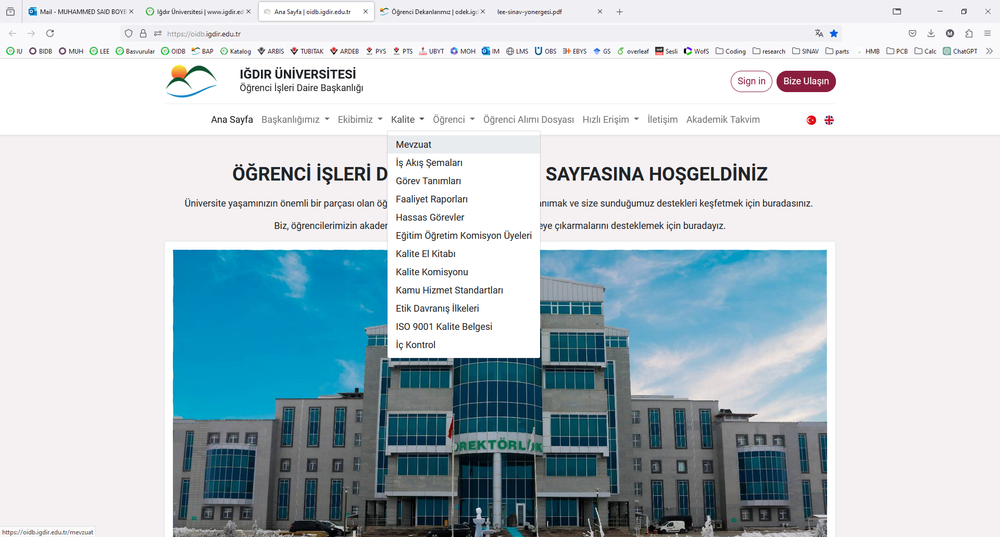 Mail - MUHAMMED SAID BOYB
Iğdır Üniversitesi | www.igdir.ed
Ana Sayfa | oidb.igdir.edu.tr
Öğrenci Dekanlarımız | odek.igd
lee-sinav-yonergesi.pdf
https://oidb.igdir.edu.tr
IU
BIDB
MUH
LEE
Basvurular
OIDB
BAP
Katalog
ARBİS
TUBITAK
ARDEB
PYS
PTS
UBYT
MOH
IM
LMS
OBS
EBYS
GS
overleaf
Sesli
WofS
Coding
research
SINAV
parts
HMB
PCB
Calc
ChatGPT
IĞDIR ÜNİVERSİTESİ
Öğrenci İşleri Daire Başkanlığı
Sign in
Bize Ulaşın
Ana Sayfa
Başkanlığımız
Ekibimiz
Kalite
Öğrenci
Öğrenci Alımı Dosyası
Hızlı Erişim
İletişim
Akademik Takvim
Mevzuat
İş Akış Şemaları
Görev Tanımları
Faaliyet Raporları
Hassas Görevler
Eğitim Öğretim Komisyon Üyeleri
Kalite El Kitabı
Kalite Komisyonu
Kamu Hizmet Standartları
Etik Davranış İlkeleri
ISO 9001 Kalite Belgesi
İç Kontrol
ÖĞRENCİ İŞLERİ D SAYFASINA HOŞGELDİNİZ
Üniversite yaşamınızın önemli bir parçası olan öğ anımak ve size sunduğumuz destekleri keşfetmek için buradasınız.
Biz, öğrencilerimizin akader eye çıkarmalarını desteklemek için buradayız.
REKTÖRLÜK
https://oidb.igdir.edu.tr/mevzuat